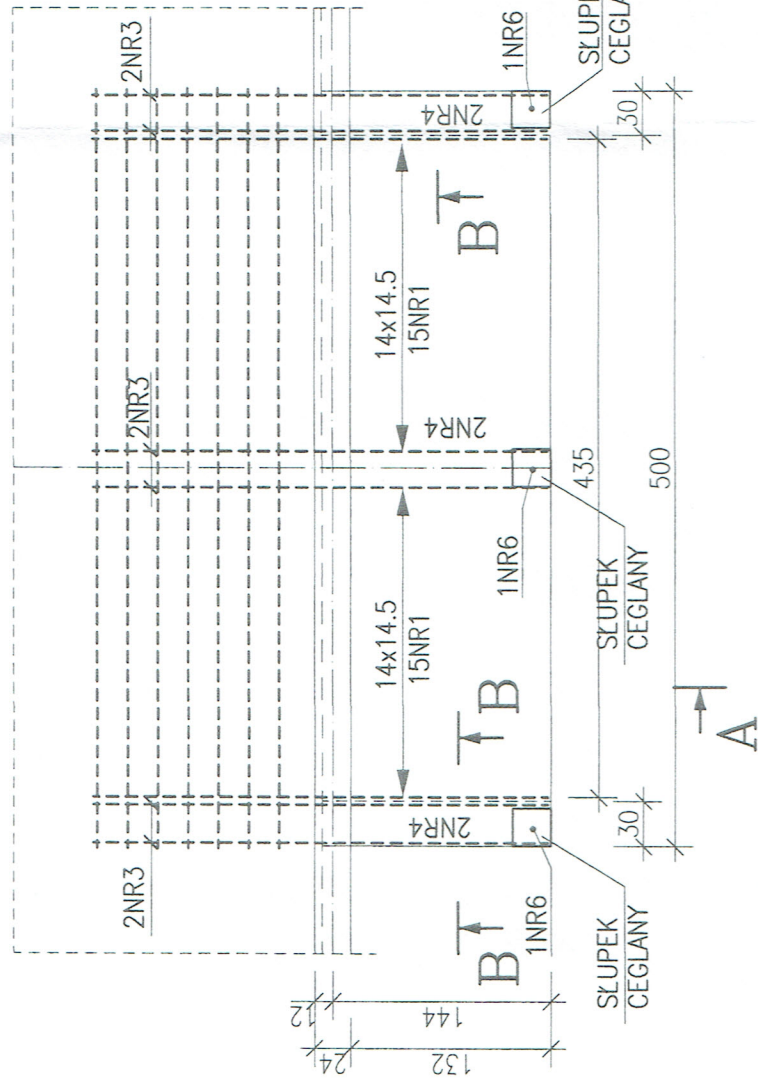 2NR3
2NR3
2NR3
12
24
144
132
2NR4
14x14.5
15NR1
2NR4
14x14.5
15NR1
2NR4
B
B
B
1NR6
1NR6
1NR6
SŁUPEK
CEGLANY
SŁUPEK
CEGLANY
SŁUPEK
30
435
30
500
A